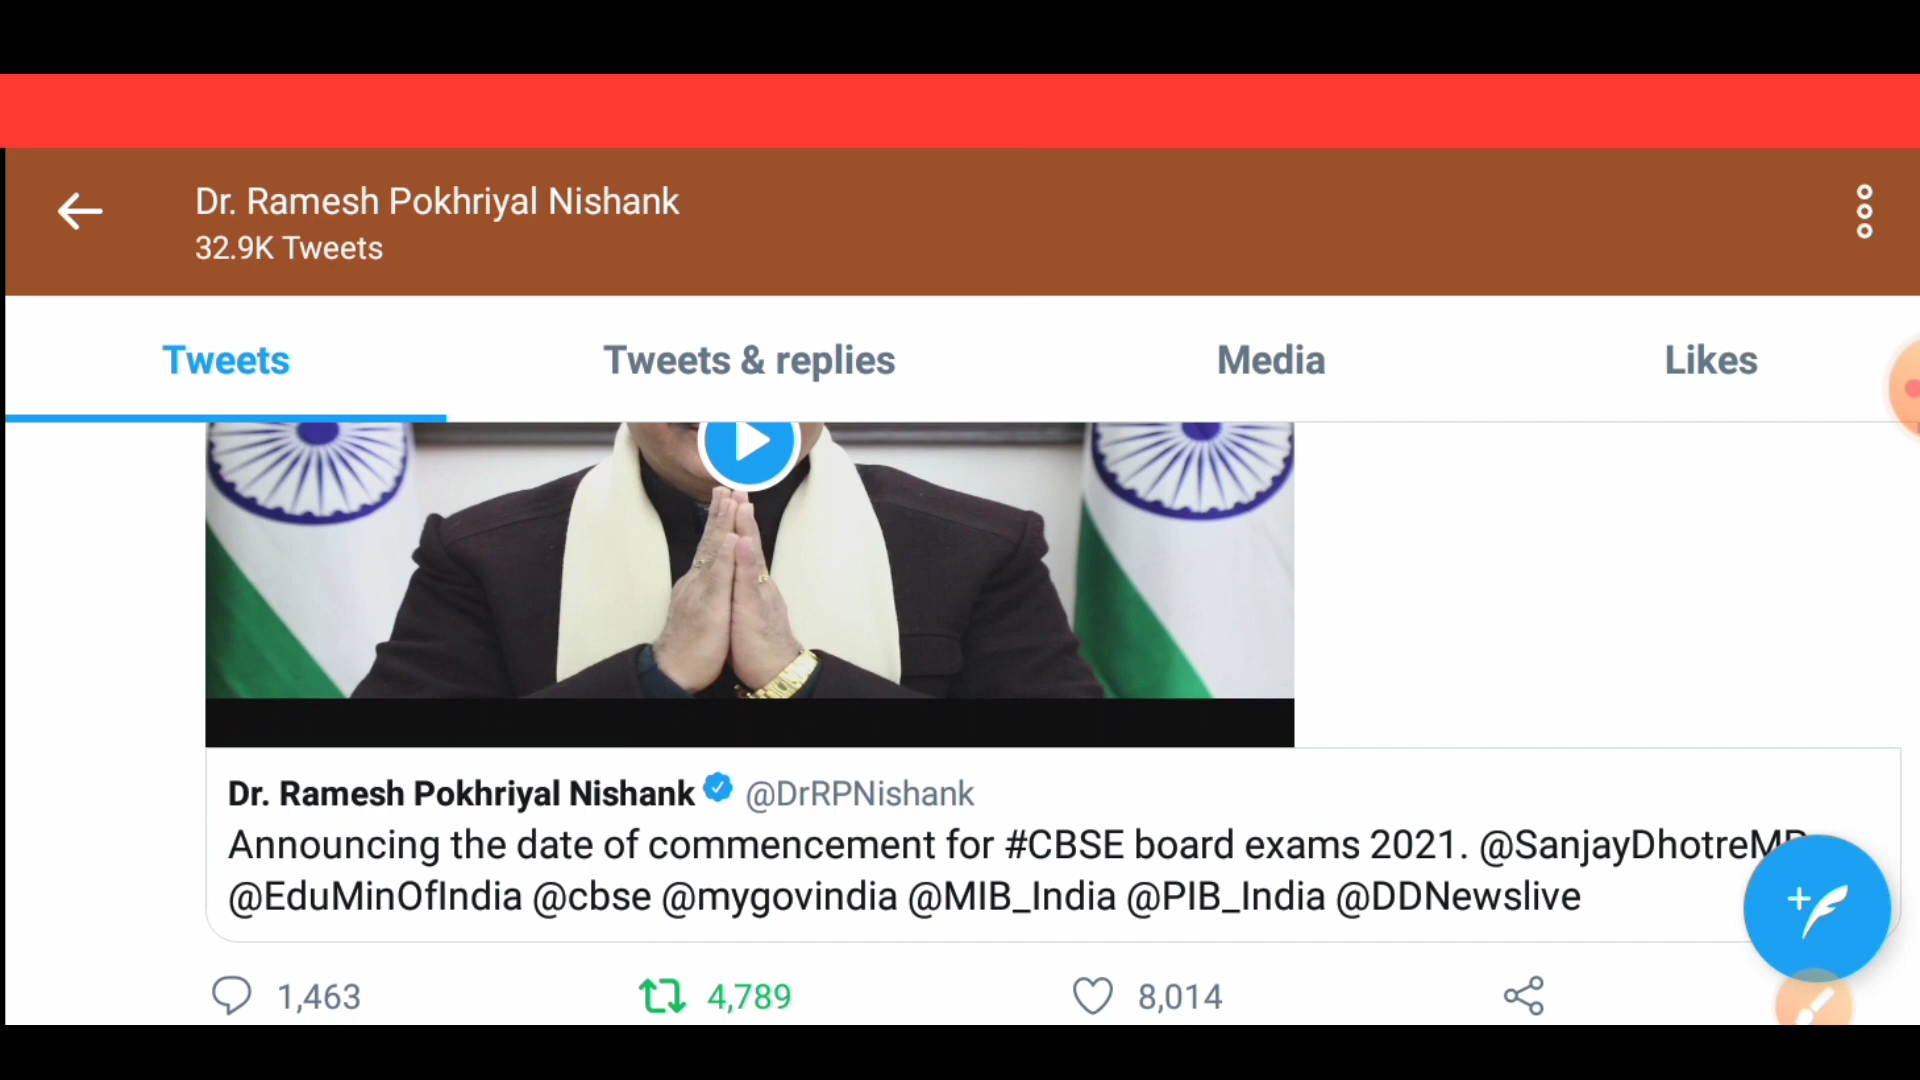 Dr. Ramesh Pokhriyal Nishank
32.9K Tweets
Tweets
Tweets & replies
Media
Likes
Dr. Ramesh Pokhriyal Nishank @DrRPNishank
Announcing the date of commencement for #CBSE board exams 2021. @SanjayDhotreMP
@EduMinOfIndia @cbse @mygovindia @MIB_India @PIB_India @DDNewslive
1,463
4,789
8,014